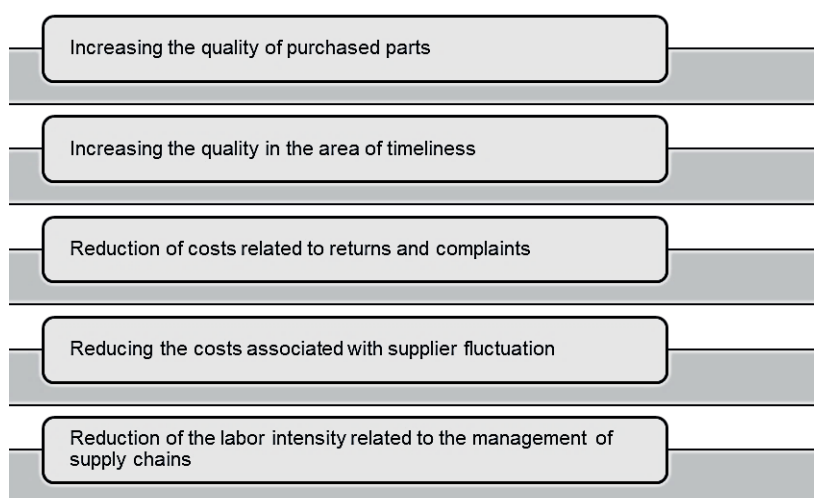 Increasing the quality of purchased parts
Increasing the quality in the area of timeliness
Reduction of costs related to returns and complaints
Reducing the costs associated with supplier fluctuation
Reduction of the labor intensity related to the management of
supply chains